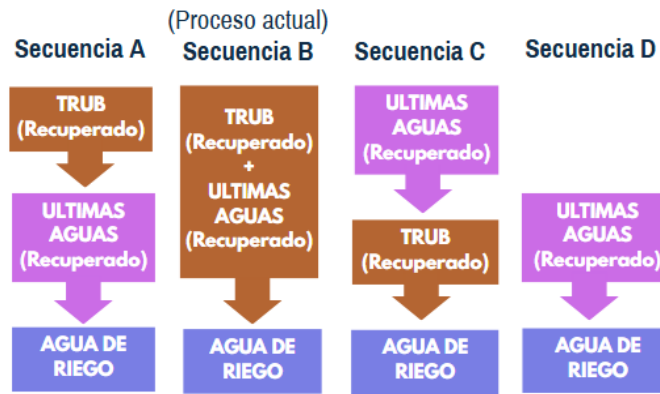 (Proceso actual)
Secuencia A
Secuencia B
Secuencia C
Secuencia D
TRUB
(Recuperado)
ULTIMAS
AGUAS
(Recuperado)
AGUA DE
RIEGO
TRUB
(Recuperado)
+
ULTIMAS
AGUAS
(Recuperado)
AGUA DE
RIEGO
ULTIMAS
AGUAS
(Recuperado)
TRUB
(Recuperado)
AGUA DE
RIEGO
ULTIMAS
AGUAS
(Recuperado)
AGUA DE
RIEGO